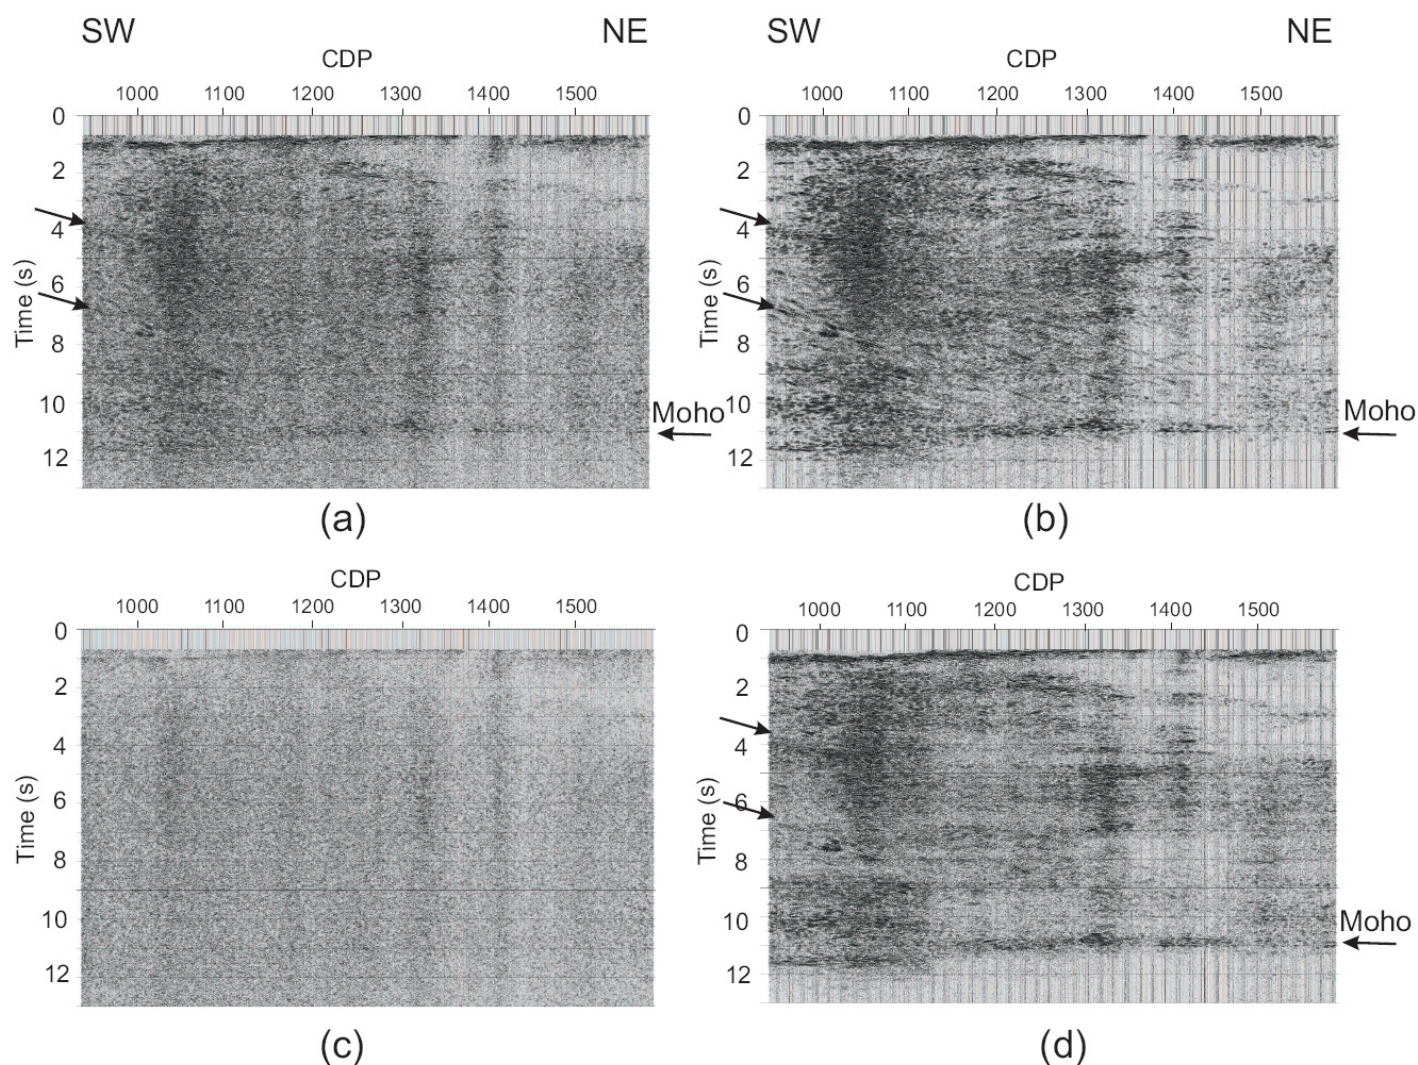 SW NE SW NE
CDP CDP
1000 1100 1200 1300 1400 1500 1000 1100 1200 1300 1400 1500
0 0
2 2
4 4
Time (s) Time (s)
6 6
8 8
10 Moho 10 Moho
12 12
(a) (b)
CDP CDP
1000 1100 1200 1300 1400 1500 1000 1100 1200 1300 1400 1500
0 0
2 2
4 4
Time (s) Time (s)
6 6
8 8
10 10 Moho
12 12
(c) (d)